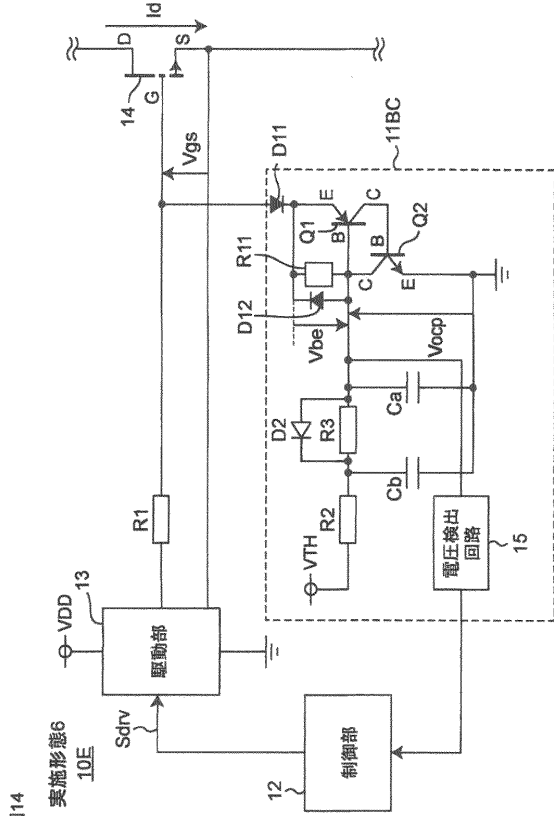 図14
実施形態6
10E
12
制御部
Sdrv
13
VDD
駆動部
R1
14
G
D
S
Id
Vgs
11BC
D11
E
Q1
B
C
R11
D12
Vbe
B
Q2
C
E
Vocp
D2
R3
Ca
Cb
R2
VTH
電圧検出
回路
15